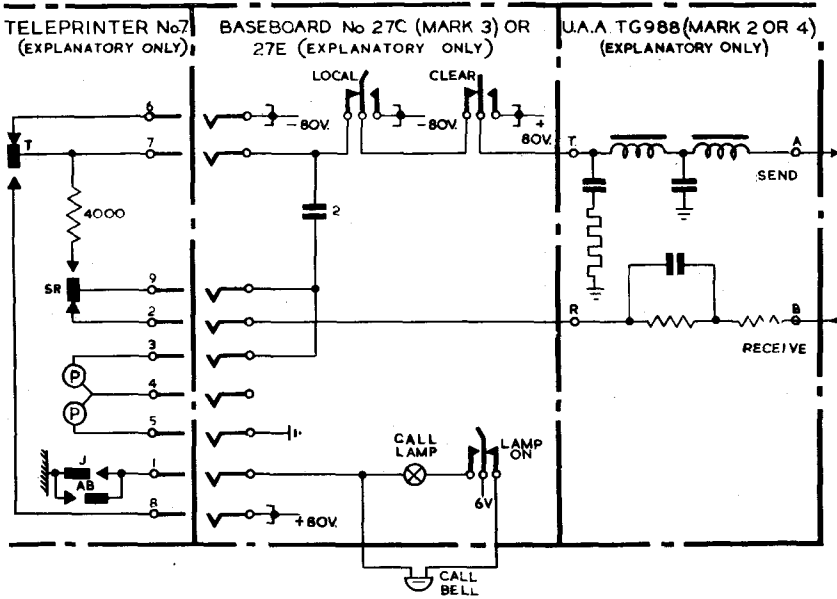 TELEPRINTER No.7
(EXPLANATORY ONLY)
BASEBOARD No 27C (MARK 3) OR
27E (EXPLANATORY ONLY)
U.A.A. TG988 (MARK 2 OR 4)
(EXPLANATORY ONLY)
LOCAL
CLEAR
6
-80V.
-80V.
+
80V.
T
7
T.
A
SEND
4000
2
SR
9
2
R
B
RECEIVE
3
P
4
P
5
CALL
LAMP
LAMP
ON
J
1
AB
6V
8
+80V.
CALL
BELL